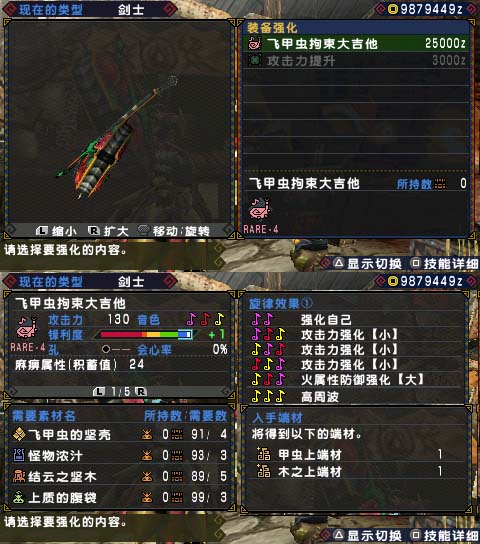 现在的类型 剑士
9879449z
装备强化
飞甲虫拘束大吉他 25000z
攻击力提升 3000z
飞甲虫拘束大吉他 所持数 0
RARE-4
L 缩小 R 扩大 移动/旋转
请选择要强化的内容。
△ 显示切换 □ 技能详细
现在的类型 剑士
9879449z
飞甲虫拘束大吉他
攻击力 130 音色
RARE-4
镍利度 +1
孔 ●―― 会心率 0%
麻痹属性(积蓄值) 24
L 1/5 R
需要素材名 所持数/需要数
飞甲虫的坚壳 0 91/ 4
怪物浓汁 0 93/ 3
结云之坚木 0 89/ 5
上质的腹袋 0 99/ 3
旋律效果①
强化自己
攻击力强化【小】
攻击力强化【小】
攻击力强化【小】
火属性防御强化【大】
高周波
入手端材
将得到以下的端材。
甲虫上端材 1
木之上端材 1
请选择要强化的内容。
△ 显示切换 □ 技能详细